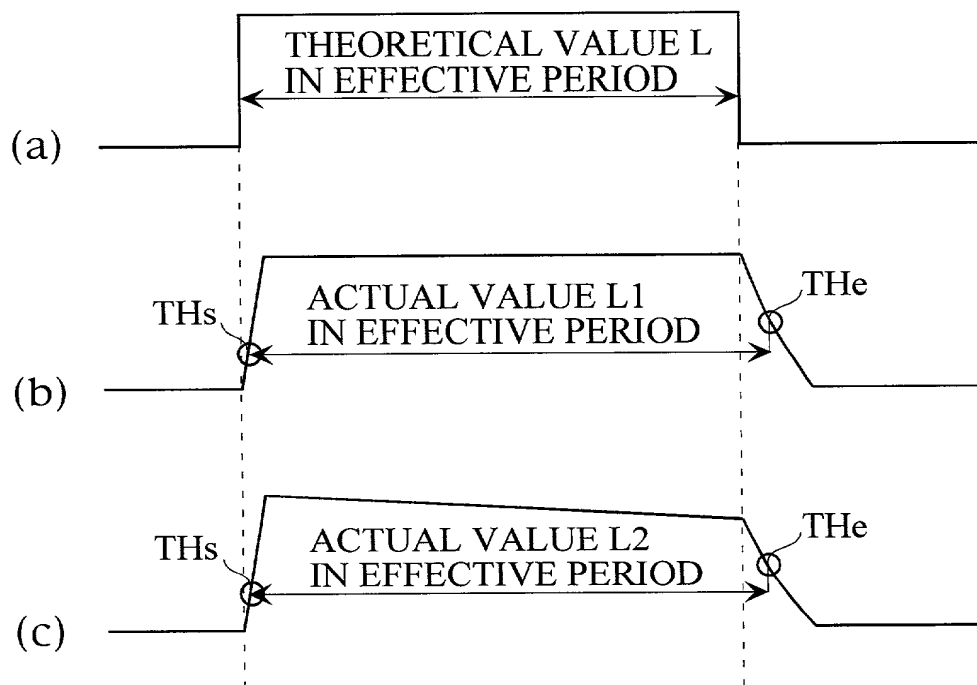 THEORETICAL VALUE L
IN EFFECTIVE PERIOD
(a)
THs
ACTUAL VALUE L1
IN EFFECTIVE PERIOD
THe
(b)
THs
ACTUAL VALUE L2
IN EFFECTIVE PERIOD
THe
(c)